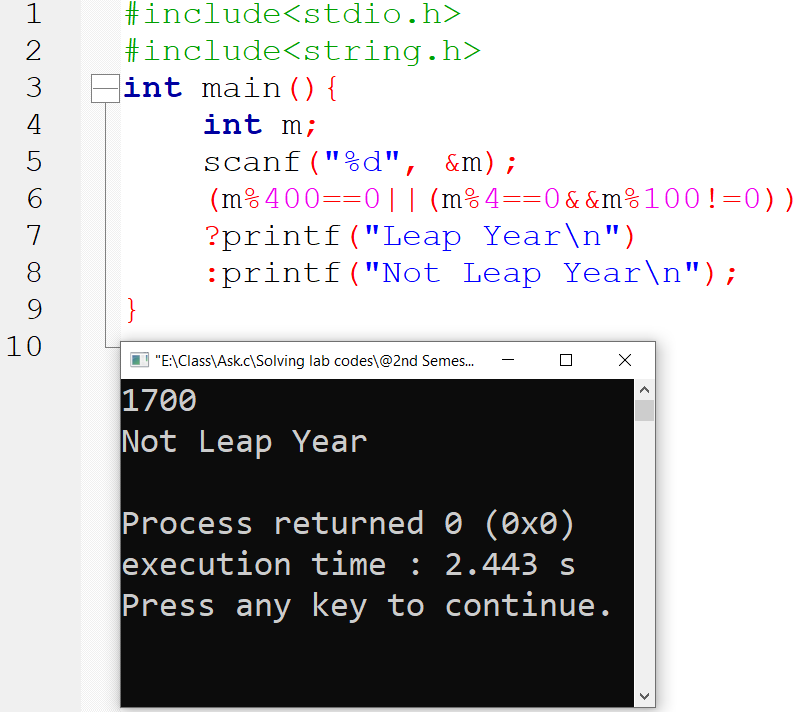 1 #include<stdio.h>
2 #include<string.h>
3 int main(){
4     int m;
5     scanf("%d", &m);
6     (m%400==0||(m%4==0&&m%100!=0))
7     ?printf("Leap Year\n")
8     :printf("Not Leap Year\n");
9 }
10
"E:\Class\Ask.c\Solving lab codes\@2nd Semes...
1700
Not Leap Year
Process returned 0 (0x0)
execution time : 2.443 s
Press any key to continue.